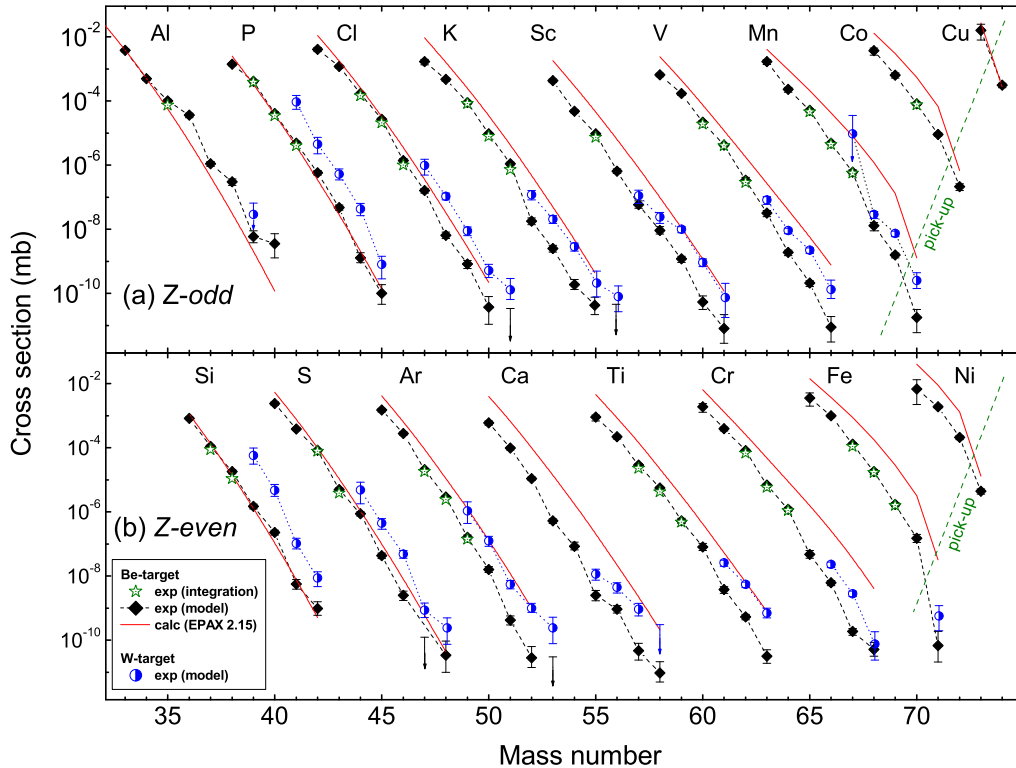 Al P Cl K Sc V Mn Co Cu
10⁻²
10⁻⁴
10⁻⁶
10⁻⁸
10⁻¹⁰
pick-up
(a) Z-odd
Cross section (mb)
Si S Ar Ca Ti Cr Fe Ni
10⁻²
10⁻⁴
10⁻⁶
10⁻⁸
10⁻¹⁰
pick-up
(b) Z-even
Be-target
exp (integration)
exp (model)
calc (EPAX 2.15)
W-target
exp (model)
35 40 45 50 55 60 65 70
Mass number